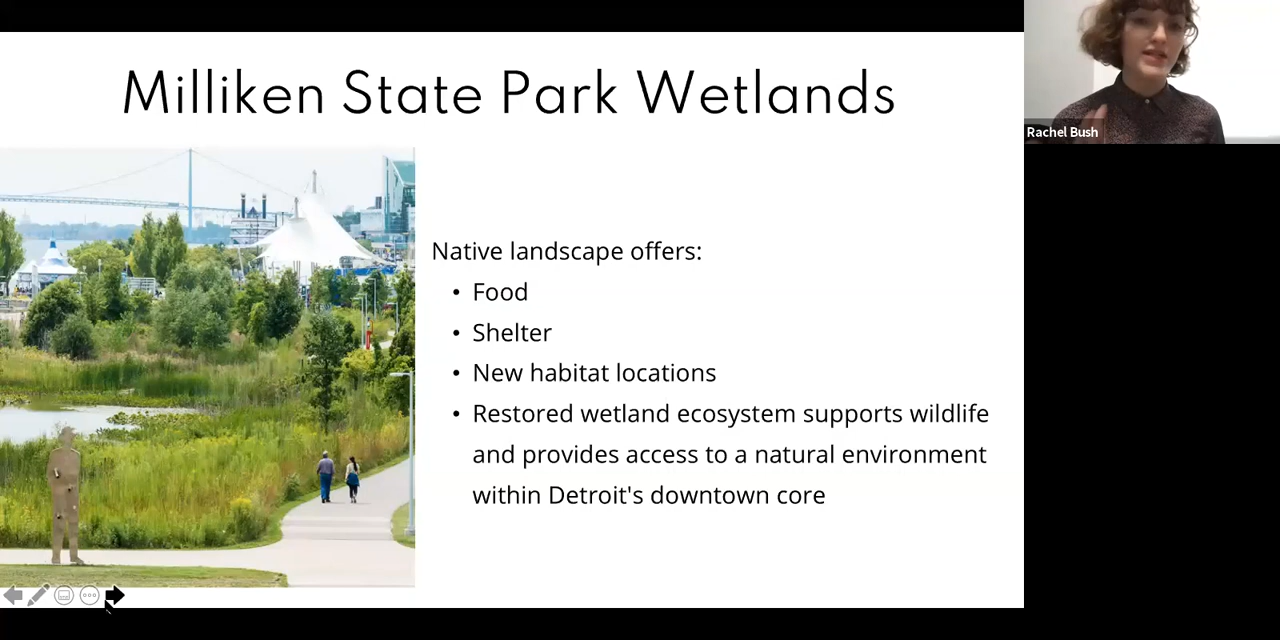 Milliken State Park Wetlands
Rachel Bush
Native landscape offers:
• Food
• Shelter
• New habitat locations
• Restored wetland ecosystem supports wildlife
and provides access to a natural environment
within Detroit's downtown core